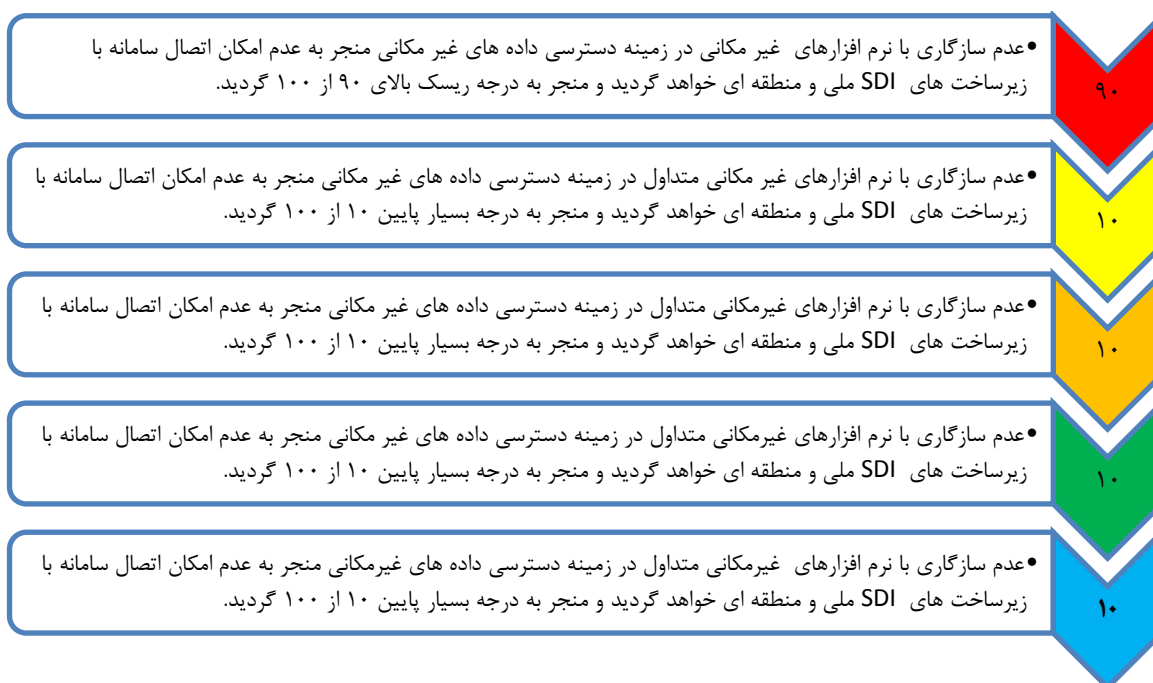 •عدم سازگاری با نرم افزارهای غیر مکانی در زمینه دسترسی داده های غیر مکانی منجر به عدم امکان اتصال سامانه با
زیرساخت های SDI ملی و منطقه ای خواهد گردید و منجر به درجه ریسک بالای ۹۰ از ۱۰۰ گردید.
۹۰
•عدم سازگاری با نرم افزارهای غیر مکانی متداول در زمینه دسترسی داده های غیر مکانی منجر به عدم امکان اتصال سامانه با
زیرساخت های SDI ملی و منطقه ای خواهد گردید و منجر به درجه بسیار پایین ۱۰ از ۱۰۰ گردید.
۱۰
•عدم سازگاری با نرم افزارهای غیرمکانی متداول در زمینه دسترسی داده های غیر مکانی منجر به عدم امکان اتصال سامانه با
زیرساخت های SDI ملی و منطقه ای خواهد گردید و منجر به درجه بسیار پایین ۱۰ از ۱۰۰ گردید.
۱۰
•عدم سازگاری با نرم افزارهای غیرمکانی متداول در زمینه دسترسی داده های غیر مکانی منجر به عدم امکان اتصال سامانه با
زیرساخت های SDI ملی و منطقه ای خواهد گردید و منجر به درجه بسیار پایین ۱۰ از ۱۰۰ گردید.
۱۰
•عدم سازگاری با نرم افزارهای غیرمکانی متداول در زمینه دسترسی داده های غیرمکانی منجر به عدم امکان اتصال سامانه با
زیرساخت های SDI ملی و منطقه ای خواهد گردید و منجر به درجه بسیار پایین ۱۰ از ۱۰۰ گردید.
۱۰